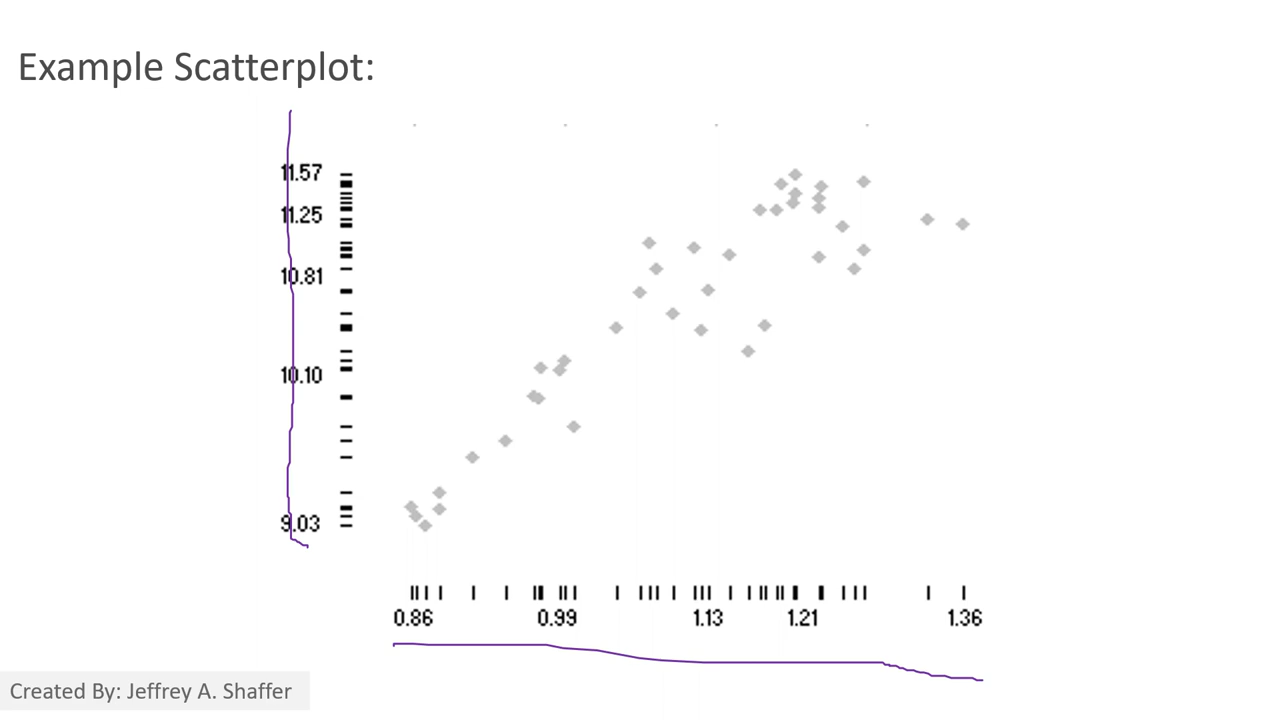 Example Scatterplot:
11.57
11.25
10.81
10.10
9.03
0.86 0.99 1.13 1.21 1.36
Created By: Jeffrey A. Shaffer